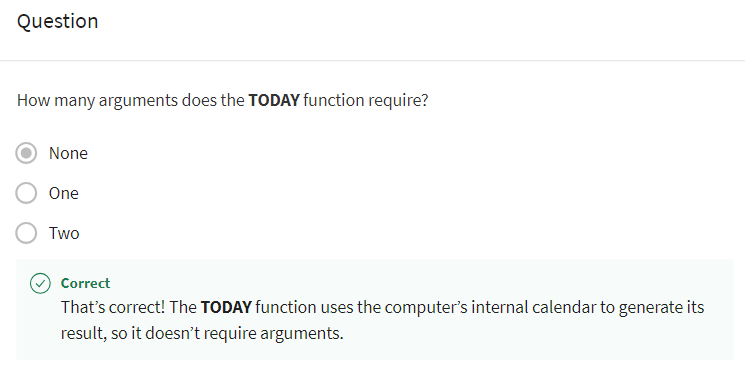 Question
How many arguments does the TODAY function require?
None
One
Two
Correct
That’s correct! The TODAY function uses the computer’s internal calendar to generate its
result, so it doesn’t require arguments.